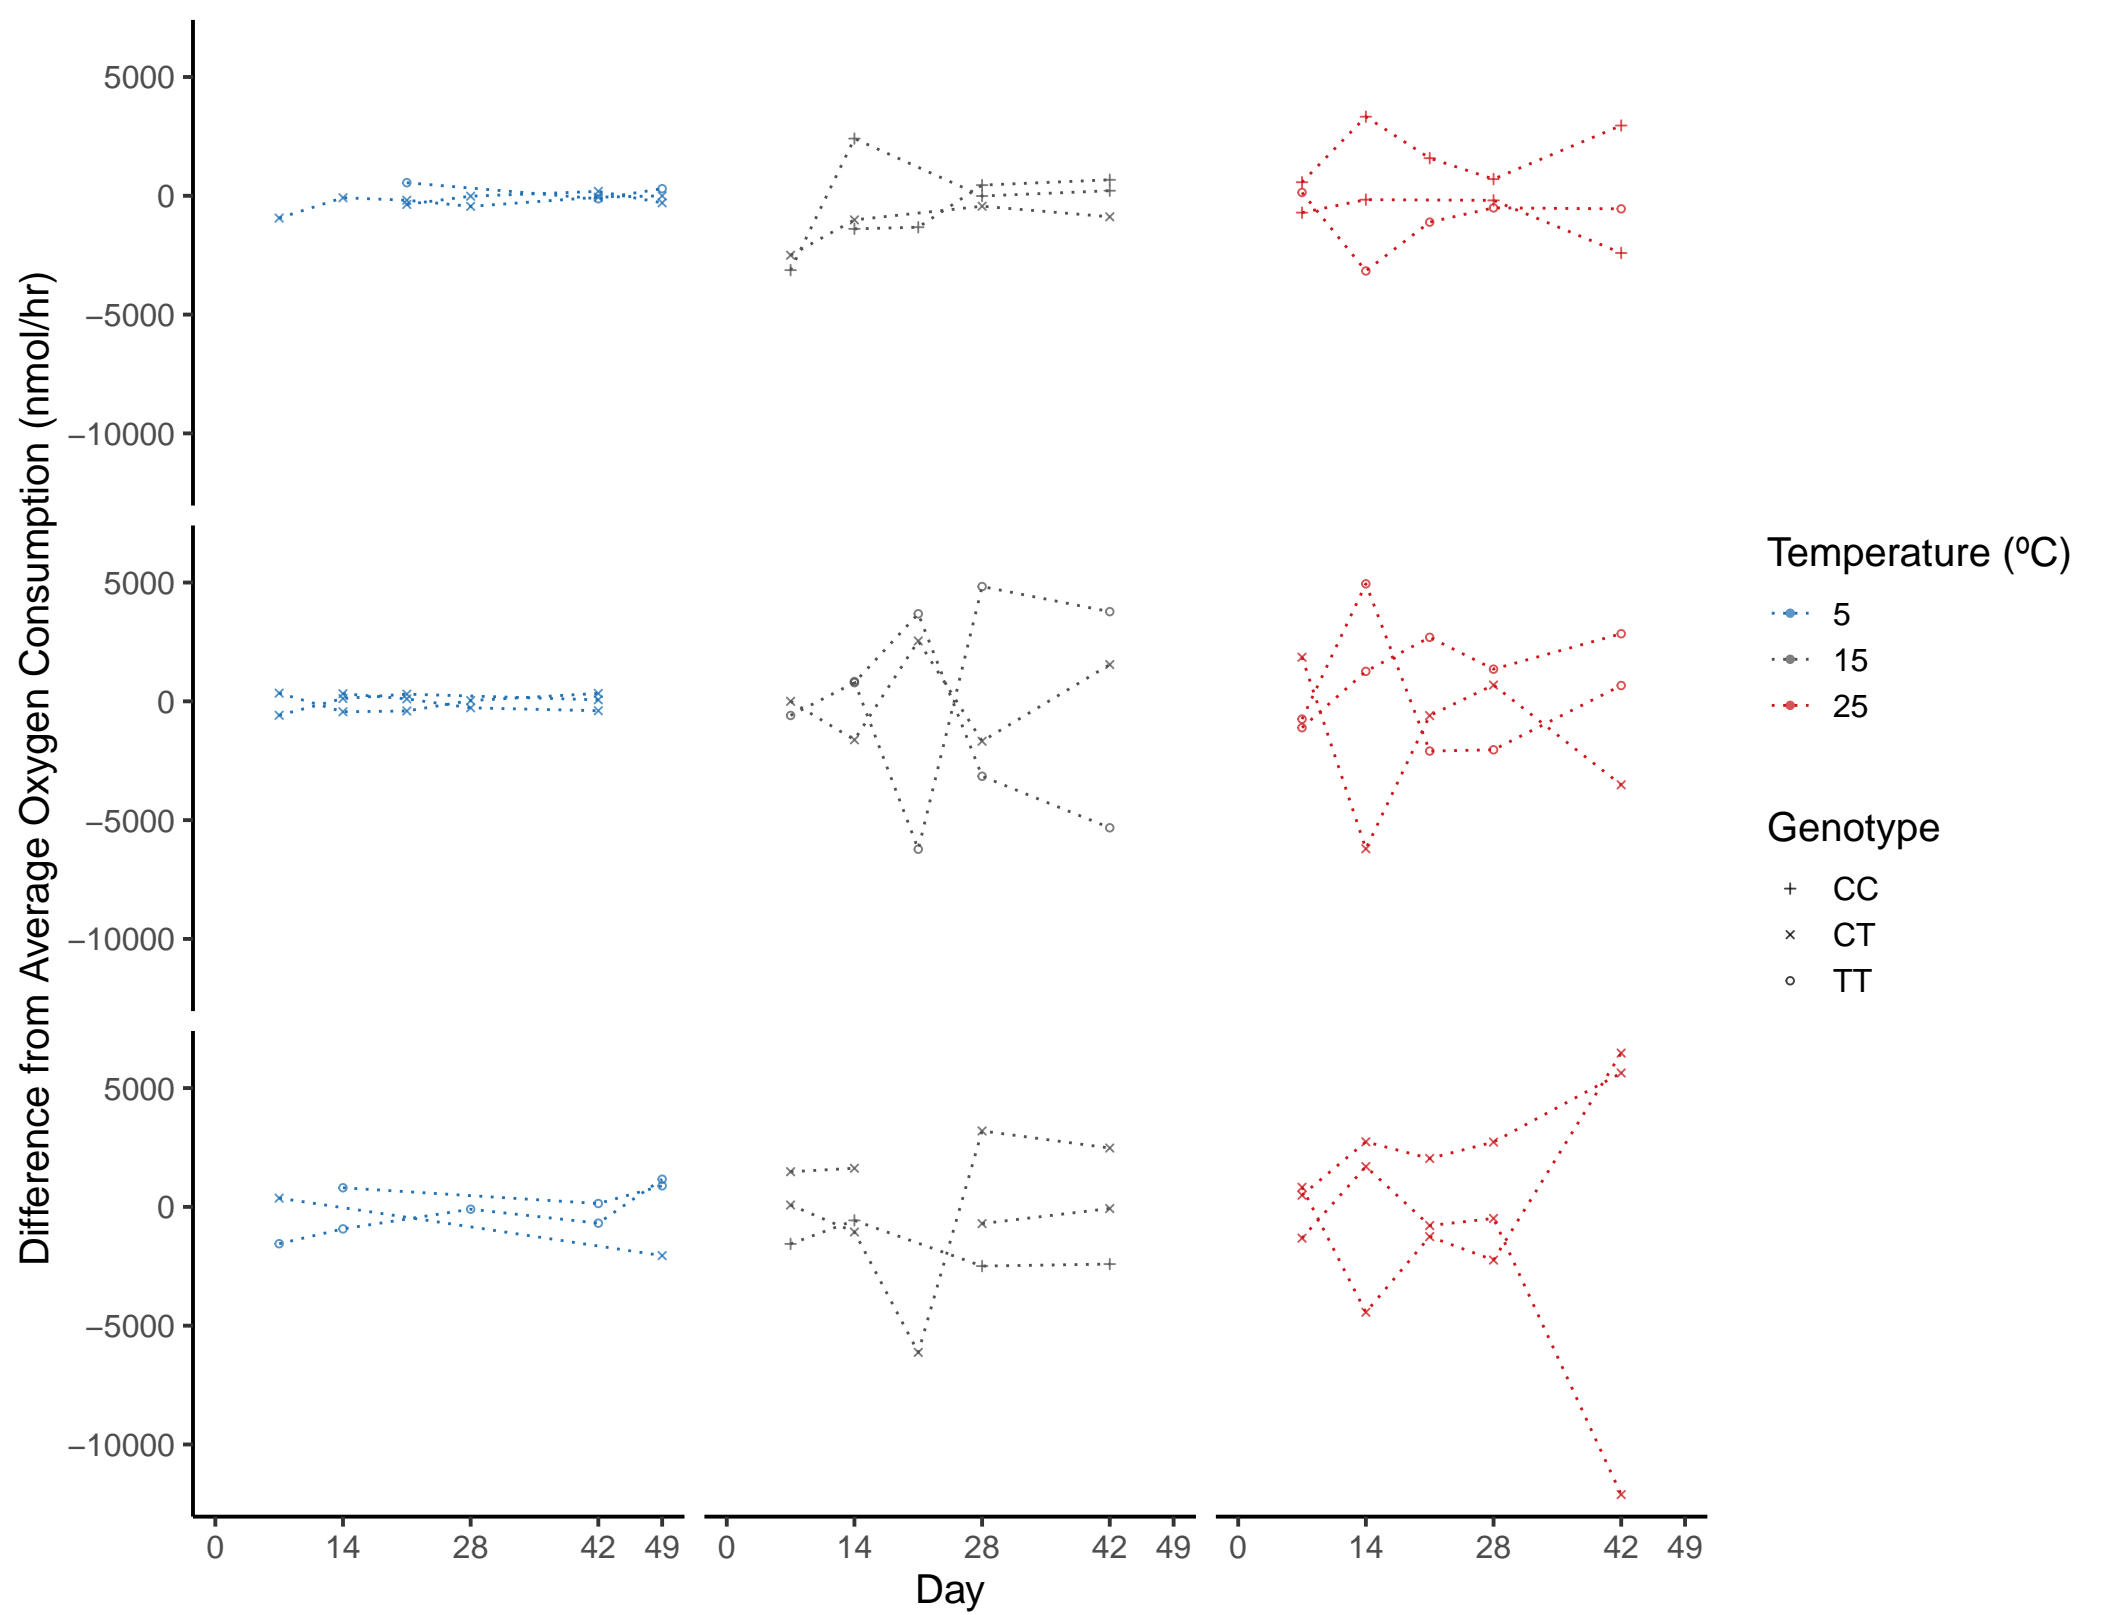 Difference from Average Oxygen Consumption (nmol/hr)
5000
0
−5000
−10000
5000
0
−5000
−10000
5000
0
−5000
−10000
0 14 28 42 49 0 14 28 42 49 0 14 28 42 49
Day
Temperature (ºC)
5
15
25
Genotype
CC
CT
TT